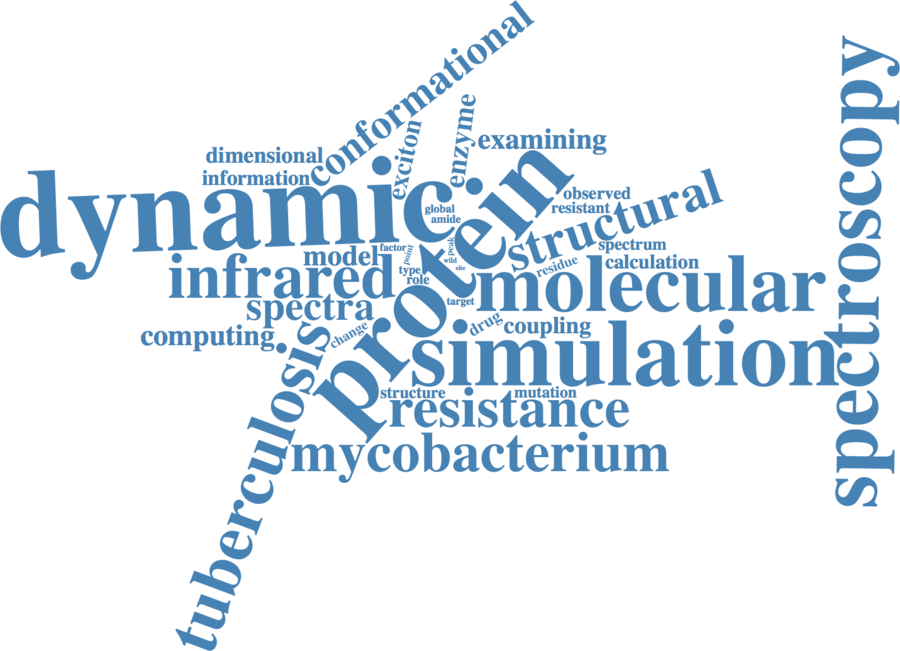 conformational
spectroscopy
exciton
enzyme
examining
dimensional
information
dynamic
protein
observed
resistant
structural
global
amide
spectrum
calculation
residue
model
factor
point
peak
wild
site
type
role
infrared
molecular
spectra
target
drug
coupling
computing
change
simulation
tuberculosis
structure
mutation
resistance
mycobacterium